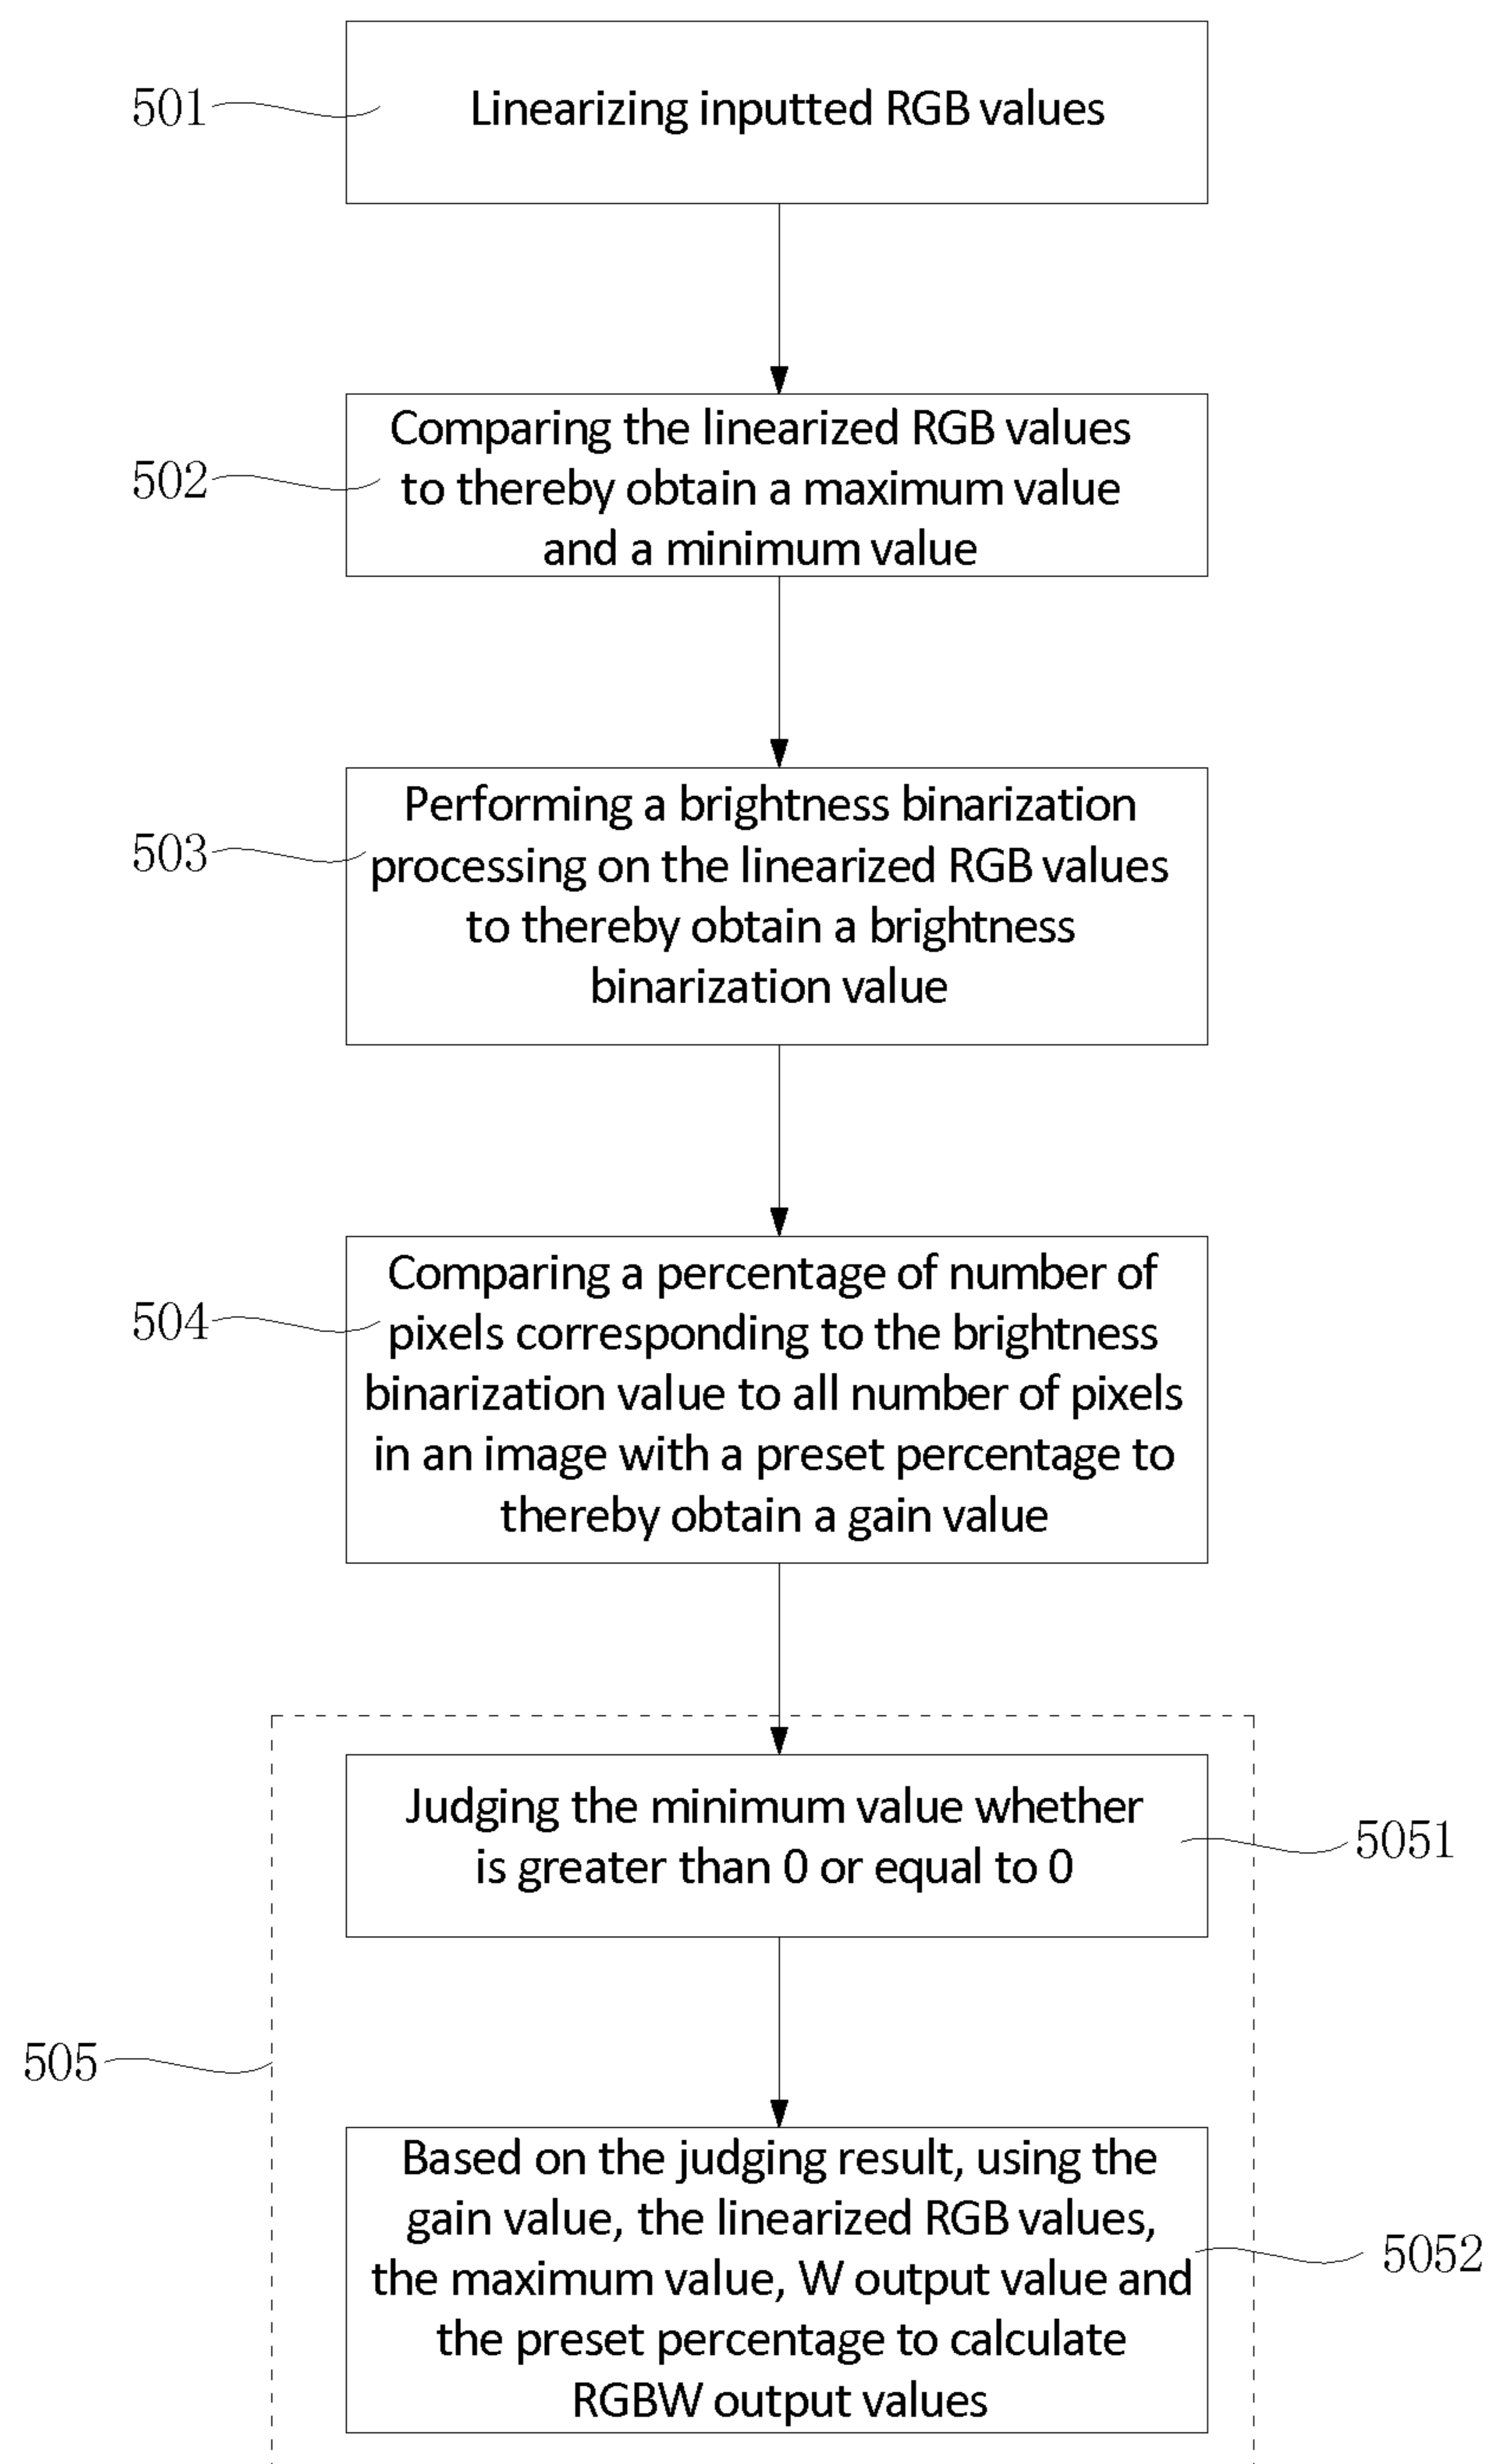 501
Linearizing inputted RGB values
502
Comparing the linearized RGB values
to thereby obtain a maximum value
and a minimum value
503
Performing a brightness binarization
processing on the linearized RGB values
to thereby obtain a brightness
binarization value
504
Comparing a percentage of number of
pixels corresponding to the brightness
binarization value to all number of pixels
in an image with a preset percentage to
thereby obtain a gain value
505
Judging the minimum value whether
is greater than 0 or equal to 0
5051
Based on the judging result, using the
gain value, the linearized RGB values,
the maximum value, W output value and
the preset percentage to calculate
RGBW output values
5052